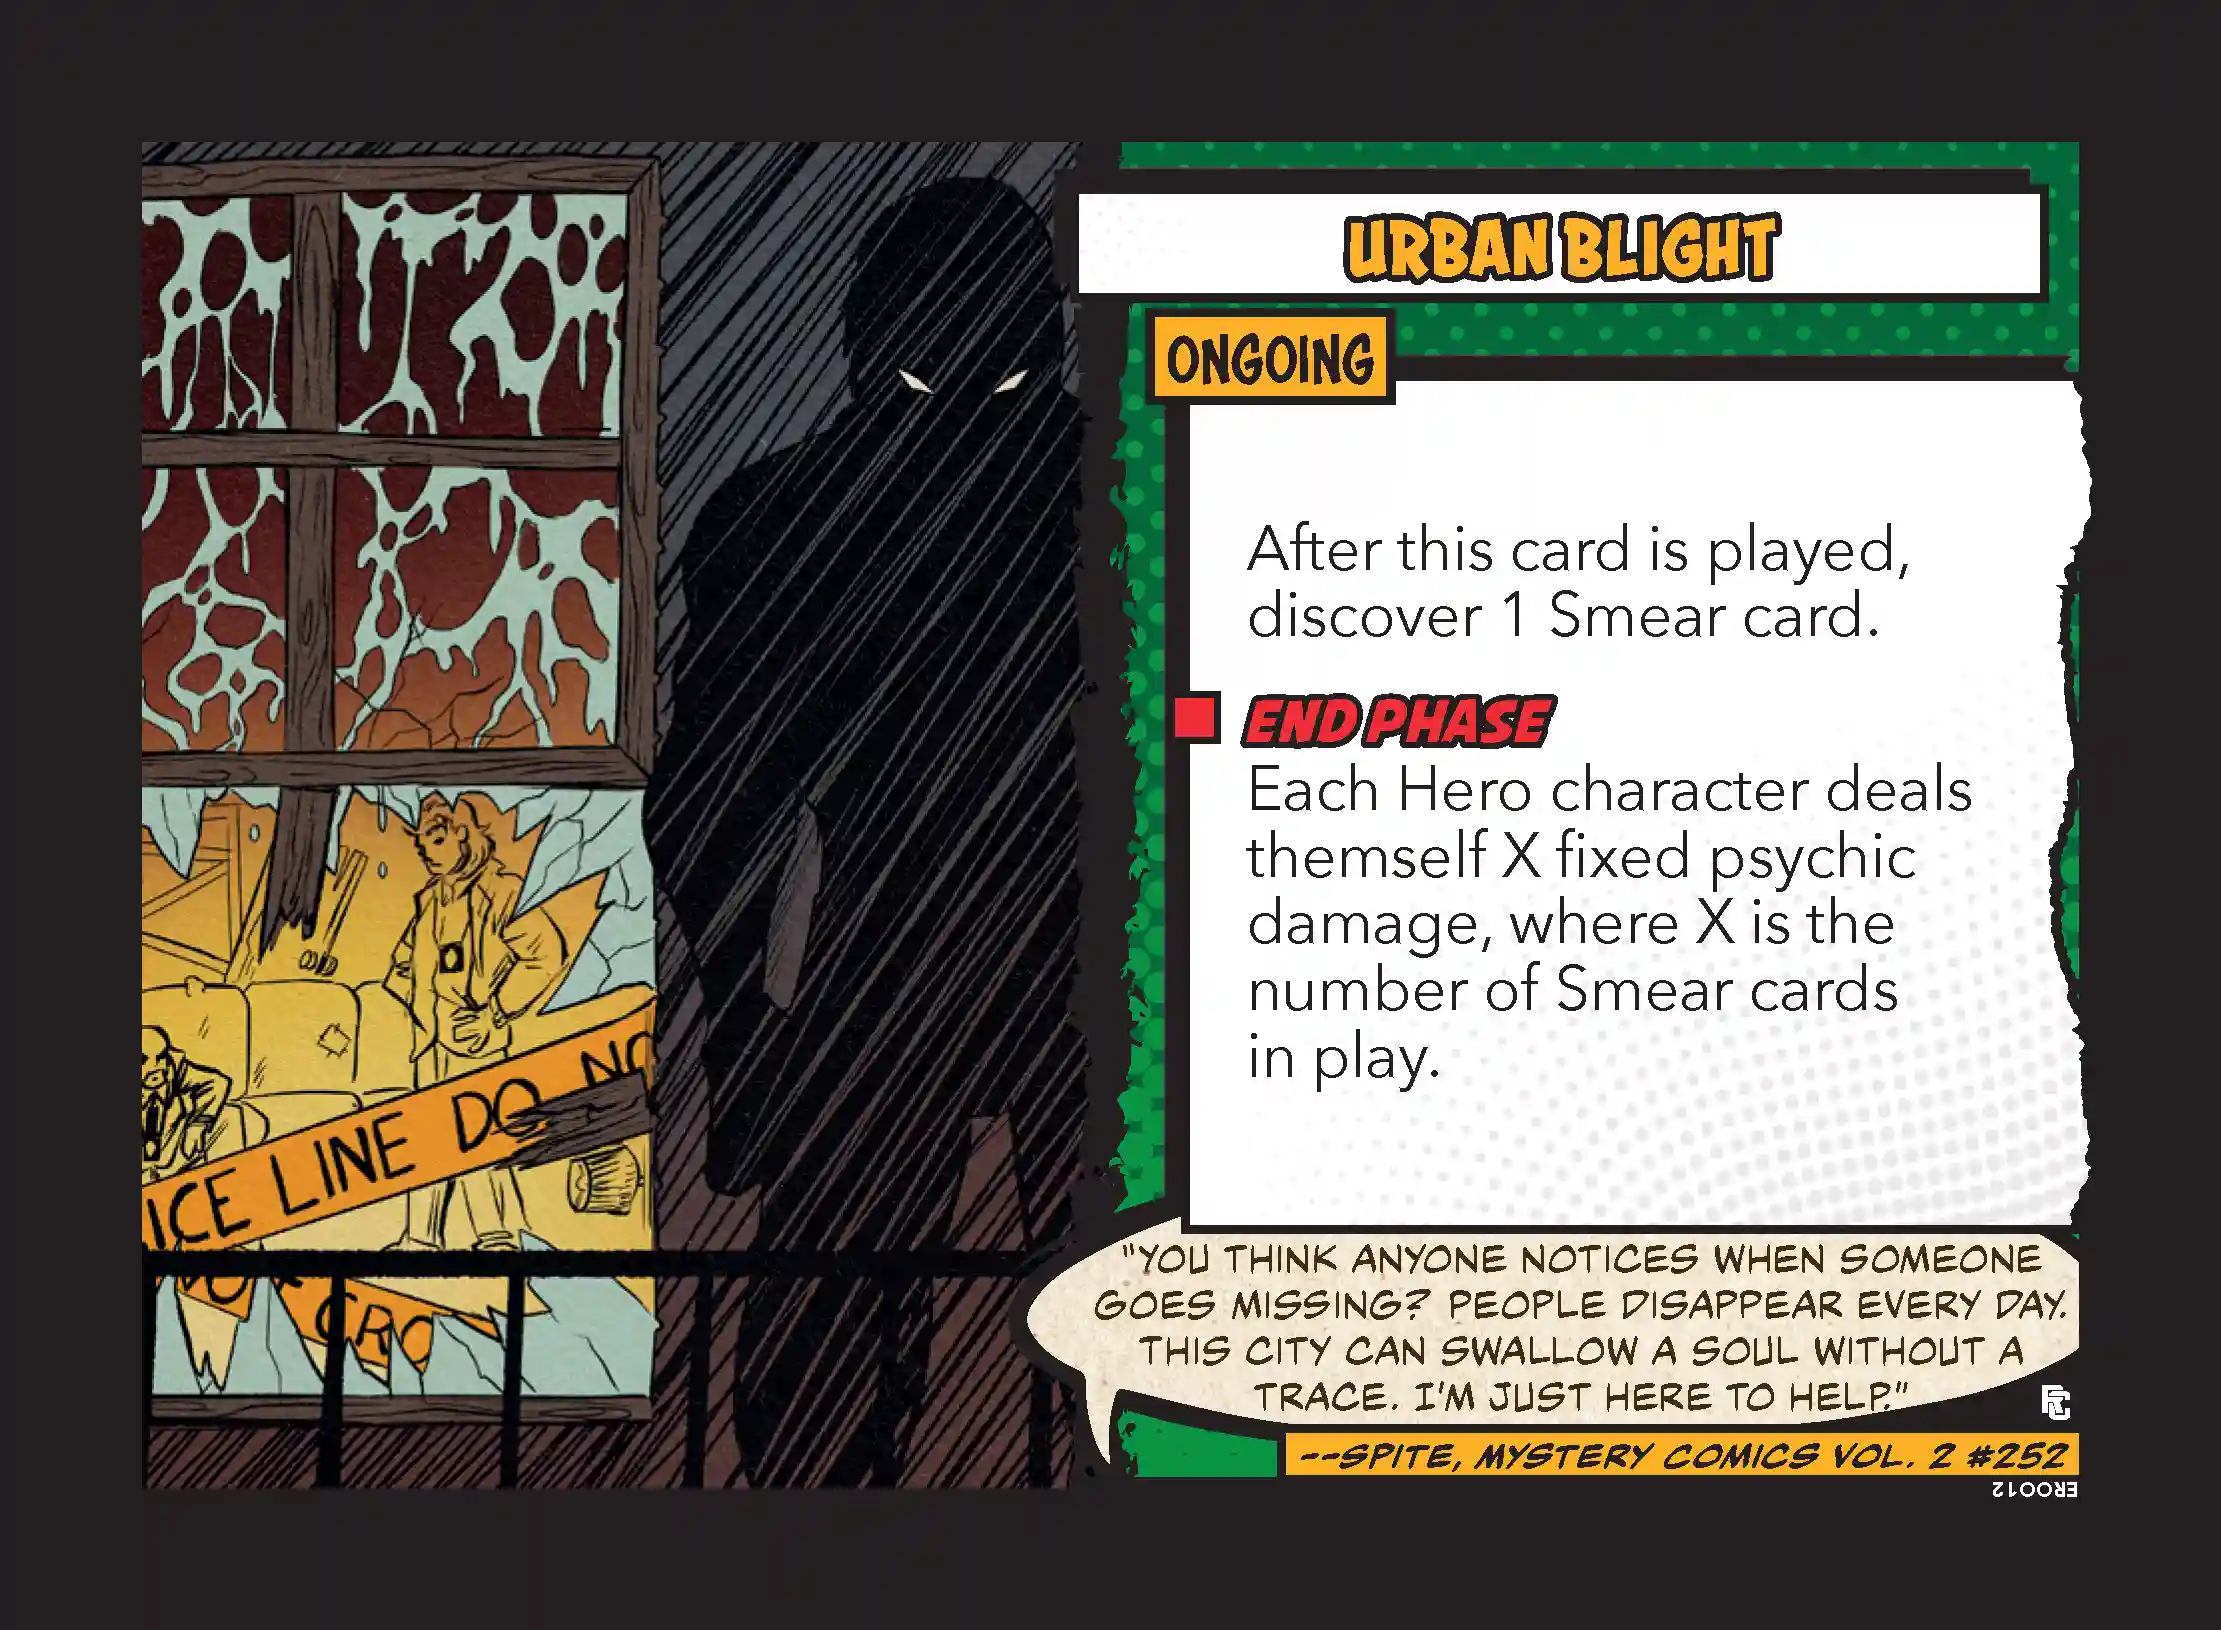 URBAN BLIGHT
ONGOING
After this card is played,
discover 1 Smear card.
END PHASE
Each Hero character deals
themself X fixed psychic
damage, where X is the
number of Smear cards
in play.
ICE LINE DO NO
CRO
"YOU THINK ANYONE NOTICES WHEN SOMEONE
GOES MISSING? PEOPLE DISAPPEAR EVERY DAY.
THIS CITY CAN SWALLOW A SOUL WITHOUT A
TRACE. I'M JUST HERE TO HELP."
--SPITE, MYSTERY COMICS VOL. 2 #252
ER0012